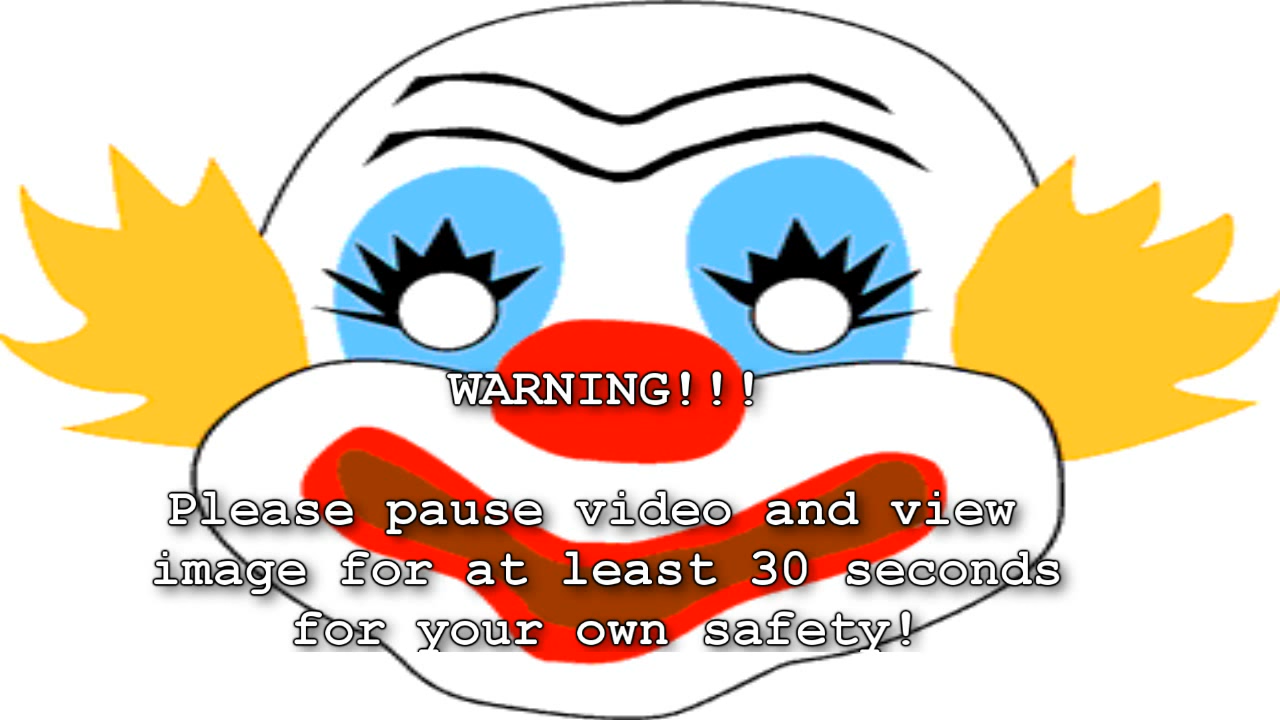 WARNING!!!
Please pause video and view
image for at least 30 seconds
for your own safety!